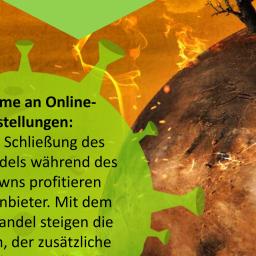 me an Online-
stellungen:
Schließung des
dels während des
wns profitieren
nbieter. Mit dem
andel steigen die
n, der zusätzliche